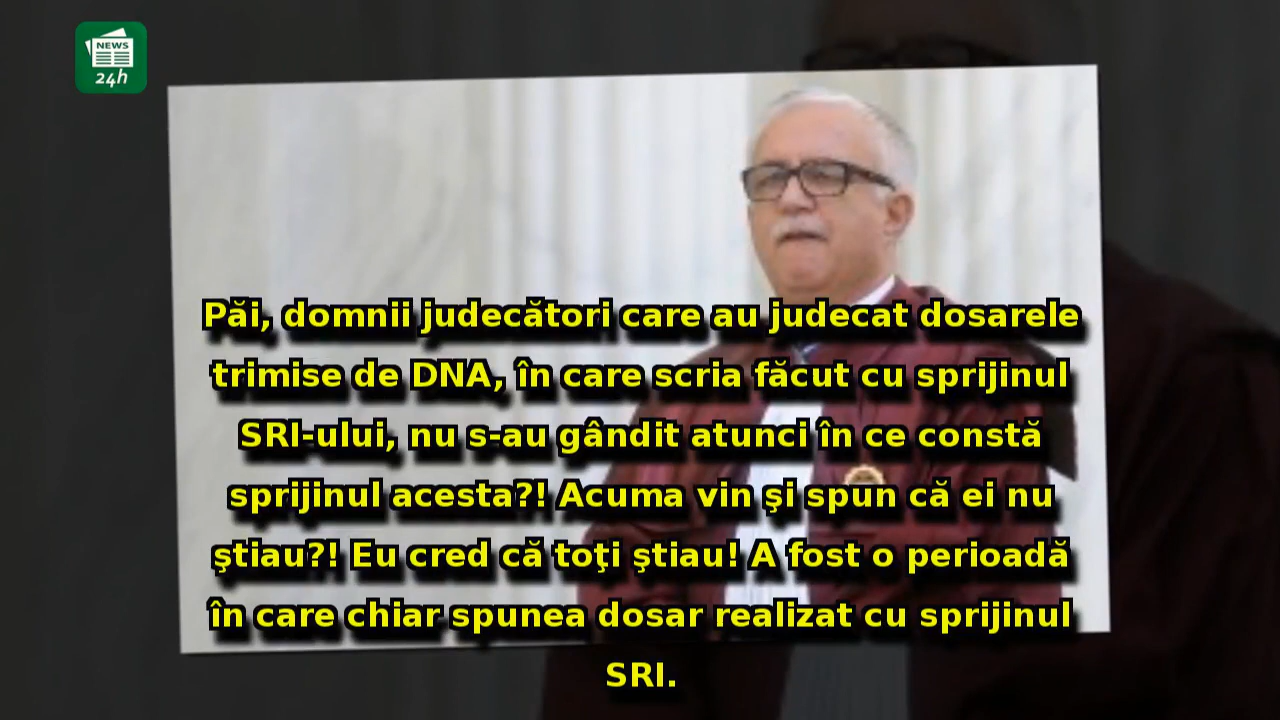 NEWS
24h
Păi, domnii judecători care au judecat dosarele
trimise de DNA, în care scria făcut cu sprijinul
SRI-ului, nu s-au gândit atunci în ce constă
sprijinul acesta?! Acuma vin şi spun că ei nu
ştiau?! Eu cred că toţi ştiau! A fost o perioadă
în care chiar spunea dosar realizat cu sprijinul
SRI.